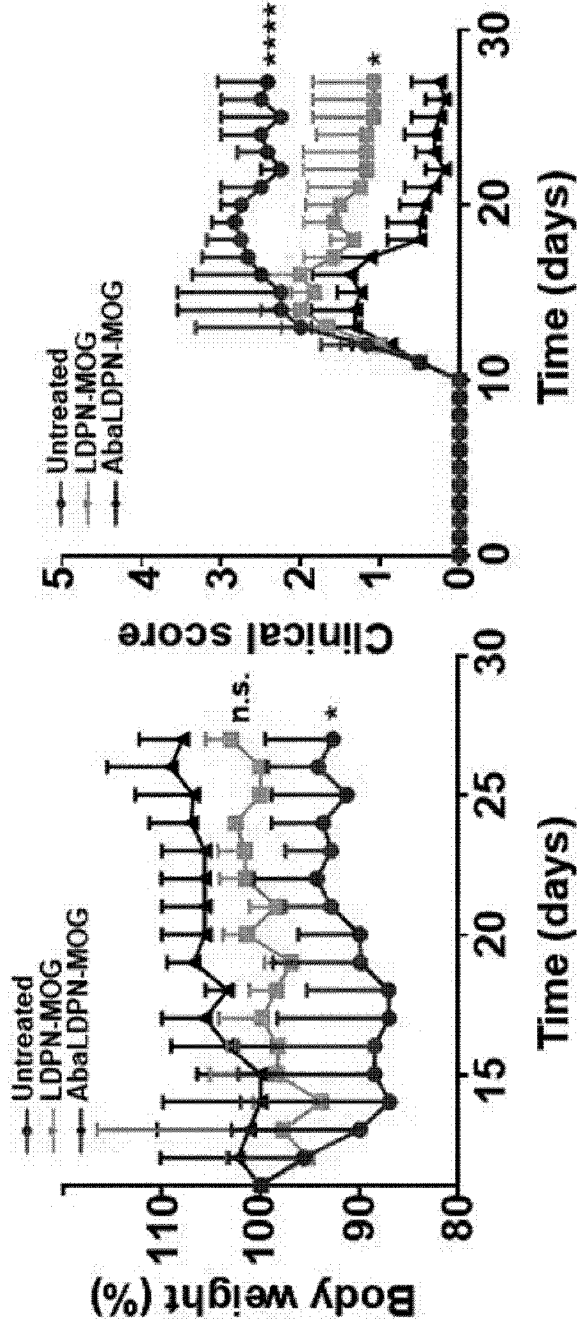 Untreated
LDPN-MOG
AbaLDPN-MOG
Body weight (%)
110
100
90
80
15
20
25
30
Time (days)
n.s.
*
Untreated
LDPN-MOG
AbaLDPN-MOG
Clinical score
5
4
3
2
1
0
0
10
20
30
Time (days)
****
*